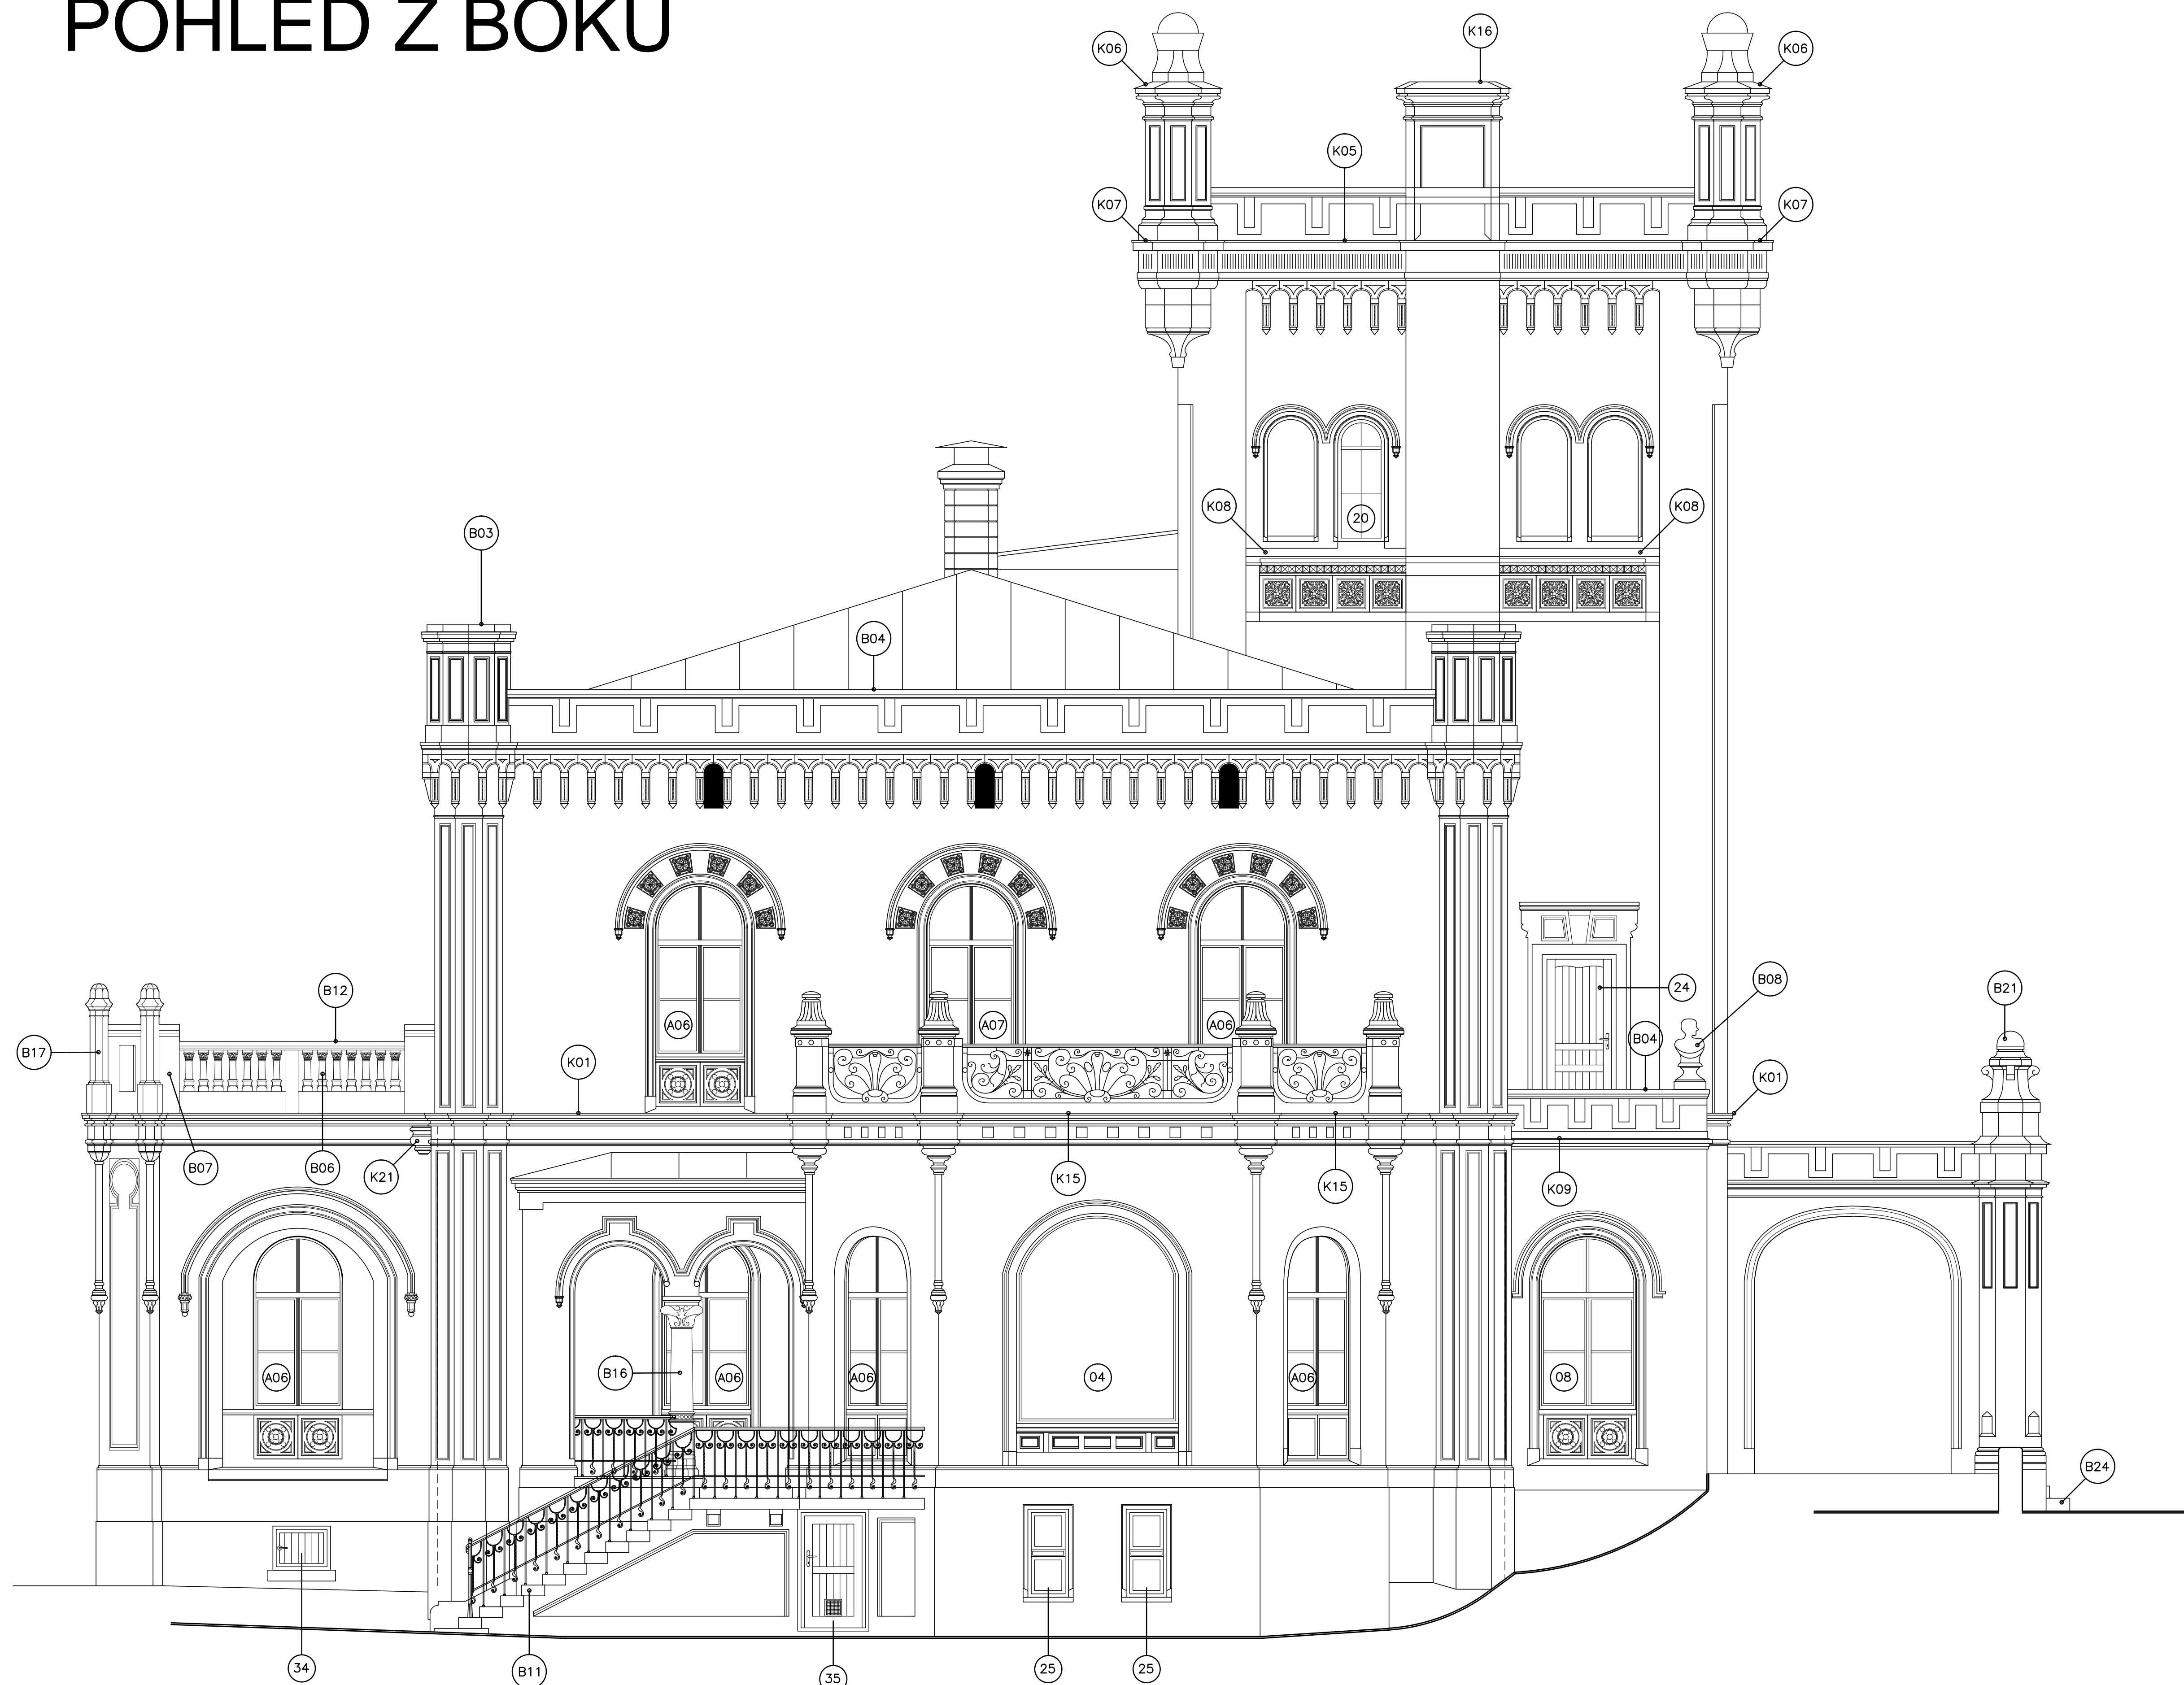 POHLED Z BOKU
K06
K16
K06
K05
K07
K07
K08
20
K08
B03
B04
B17
B12
A06
A07
A06
24
B04
B08
B21
K01
K01
B07
B06
K21
K15
K15
K09
A06
B16
A06
A06
04
A06
08
B24
34
B11
35
25
25